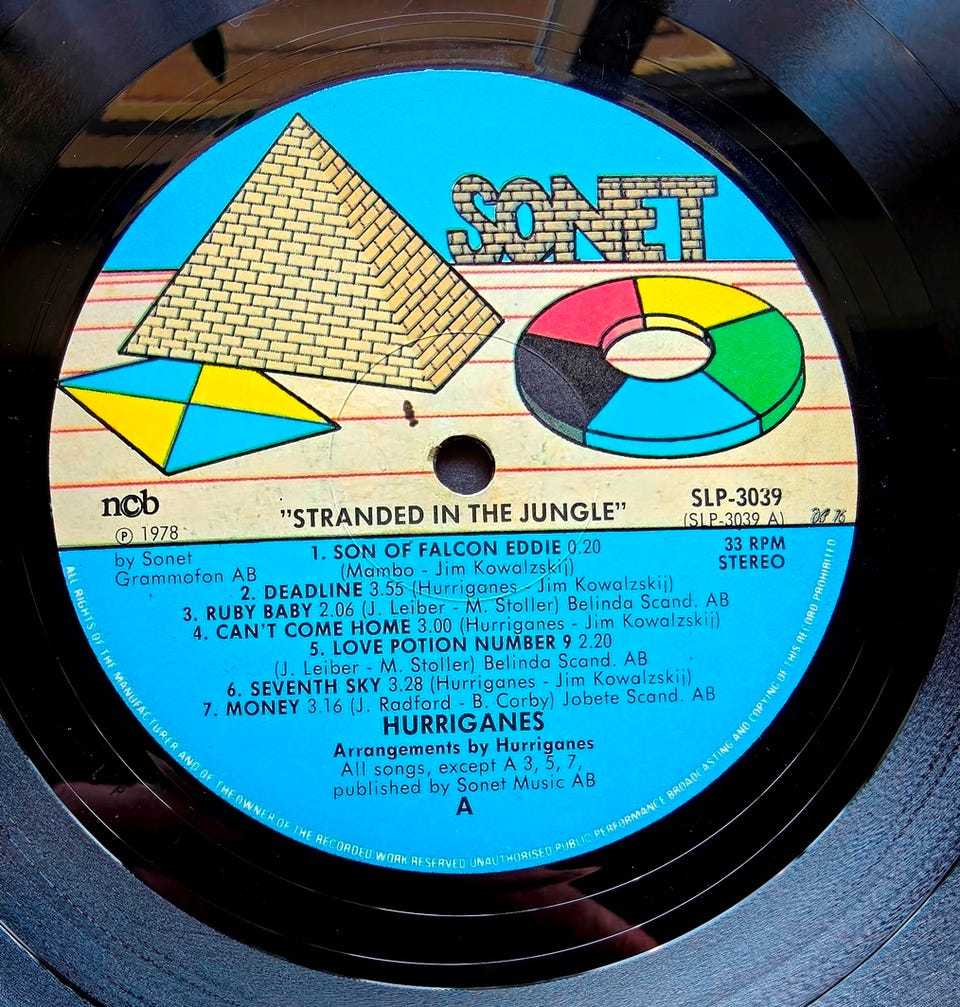 SONET
ncb
℗ 1978
"STRANDED IN THE JUNGLE"
SLP-3039
(SLP-3039 A)
by Sonet
Grammofon AB
33 RPM
STEREO
1. SON OF FALCON EDDIE 0.20
(Mambo - Jim Kowalzskij)
2. DEADLINE 3.55 (Hurriganes - Jim Kowalzskij)
3. RUBY BABY 2.06 (J. Leiber - M. Stoller) Belinda Scand. AB
4. CAN'T COME HOME 3.00 (Hurriganes - Jim Kowalzskij)
5. LOVE POTION NUMBER 9 2.20
(J. Leiber - M. Stoller) Belinda Scand. AB
6. SEVENTH SKY 3.28 (Hurriganes - Jim Kowalzskij)
7. MONEY 3.16 (J. Radford - B. Corby) Jobete Scand. AB
HURRIGANES
Arrangements by Hurriganes
All songs, except A 3, 5, 7,
published by Sonet Music AB
A
ALL RIGHTS OF THE MANUFACTURER AND OF THE OWNER OF THE RECORDED WORK RESERVED UNAUTHORISED PUBLIC PERFORMANCE BROADCASTING AND COPYING OF THIS RECORD PROHIBITED